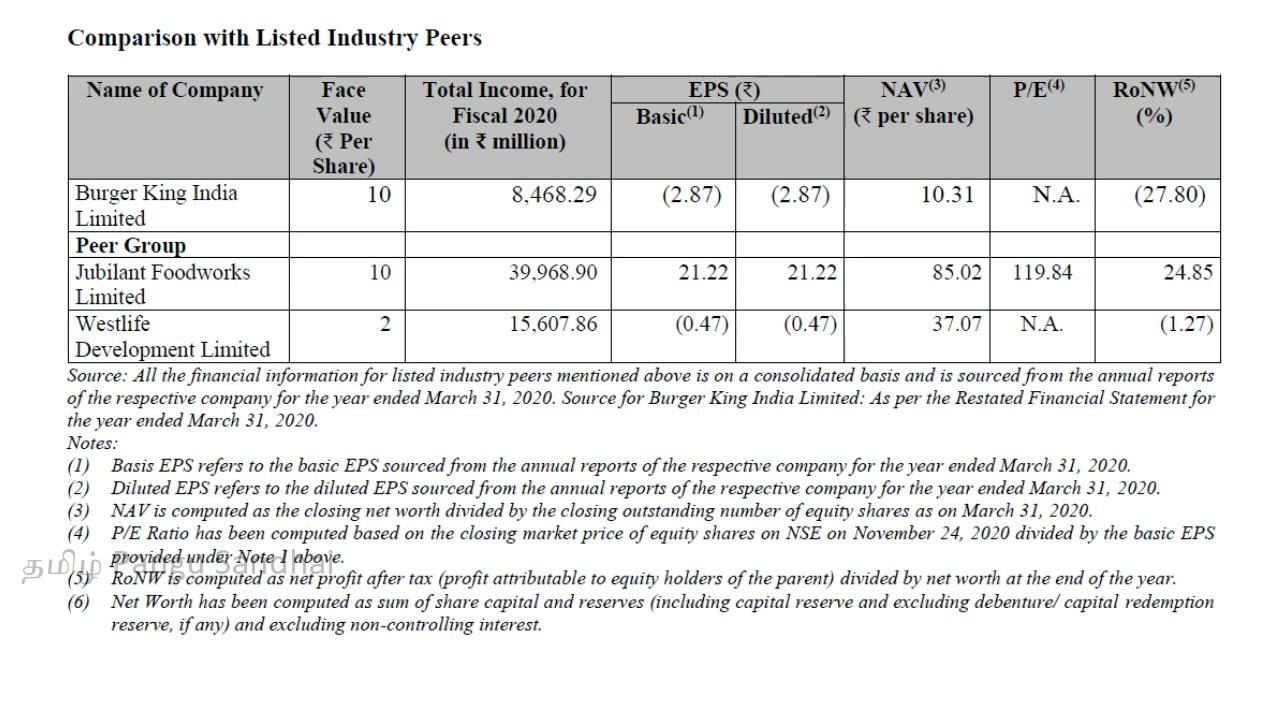 Comparison with Listed Industry Peers
Name of Company Face Value (₹ Per Share) Total Income, for Fiscal 2020 (in ₹ million) EPS (₹) Basic(1) Diluted(2) NAV(3) (₹ per share) P/E(4) RoNW(5) (%)
Burger King India Limited 10 8,468.29 (2.87) (2.87) 10.31 N.A. (27.80)
Peer Group
Jubilant Foodworks Limited 10 39,968.90 21.22 21.22 85.02 119.84 24.85
Westlife Development Limited 2 15,607.86 (0.47) (0.47) 37.07 N.A. (1.27)
Source: All the financial information for listed industry peers mentioned above is on a consolidated basis and is sourced from the annual reports
of the respective company for the year ended March 31, 2020. Source for Burger King India Limited: As per the Restated Financial Statement for
the year ended March 31, 2020.
Notes:
(1) Basis EPS refers to the basic EPS sourced from the annual reports of the respective company for the year ended March 31, 2020.
(2) Diluted EPS refers to the diluted EPS sourced from the annual reports of the respective company for the year ended March 31, 2020.
(3) NAV is computed as the closing net worth divided by the closing outstanding number of equity shares as on March 31, 2020.
(4) P/E Ratio has been computed based on the closing market price of equity shares on NSE on November 24, 2020 divided by the basic EPS
provided under Note 1 above.
தமிழ் Pangu Sandhai
(5) RoNW is computed as net profit after tax (profit attributable to equity holders of the parent) divided by net worth at the end of the year.
(6) Net Worth has been computed as sum of share capital and reserves (including capital reserve and excluding debenture/ capital redemption
reserve, if any) and excluding non-controlling interest.